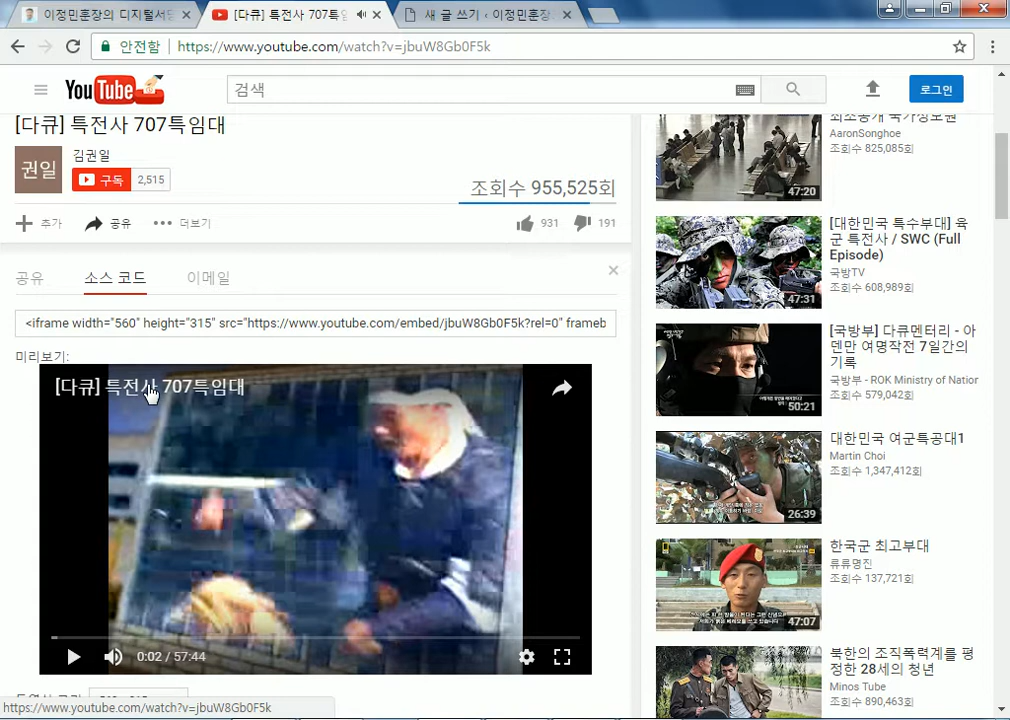 이정민훈장의 디지털서당
[다큐] 특전사 707특임
새 글 쓰기 ‹ 이정민훈장
안전함
https://www.youtube.com/watch?v=jbuW8Gb0F5k
YouTube
검색
로그인
[다큐] 특전사 707특임대
권일
김권일
구독
2,515
조회수 955,525회
추가
공유
더보기
931
191
공유
소스 코드
이메일
<iframe width="560" height="315" src="https://www.youtube.com/embed/jbuW8Gb0F5k?rel=0" frameb
미리보기:
[다큐] 특전사 707특임대
0:02 / 57:44
https://www.youtube.com/watch?v=jbuW8Gb0F5k
최초공개 국가정보원
AaronSonghoe
조회수 825,085회
47:20
[대한민국 특수부대] 육
군 특전사 / SWC (Full
Episode)
국방TV
조회수 608,989회
47:31
[국방부] 다큐멘터리 - 아
덴만 여명작전 7일간의
기록
국방부 - ROK Ministry of Nation
조회수 579,042회
50:21
대한민국 여군특공대1
Martin Choi
조회수 1,347,412회
26:39
한국군 최고부대
류류명진
조회수 137,721회
47:07
북한의 조직폭력계를 평
정한 28세의 청년
Minos Tube
조회수 890,463회